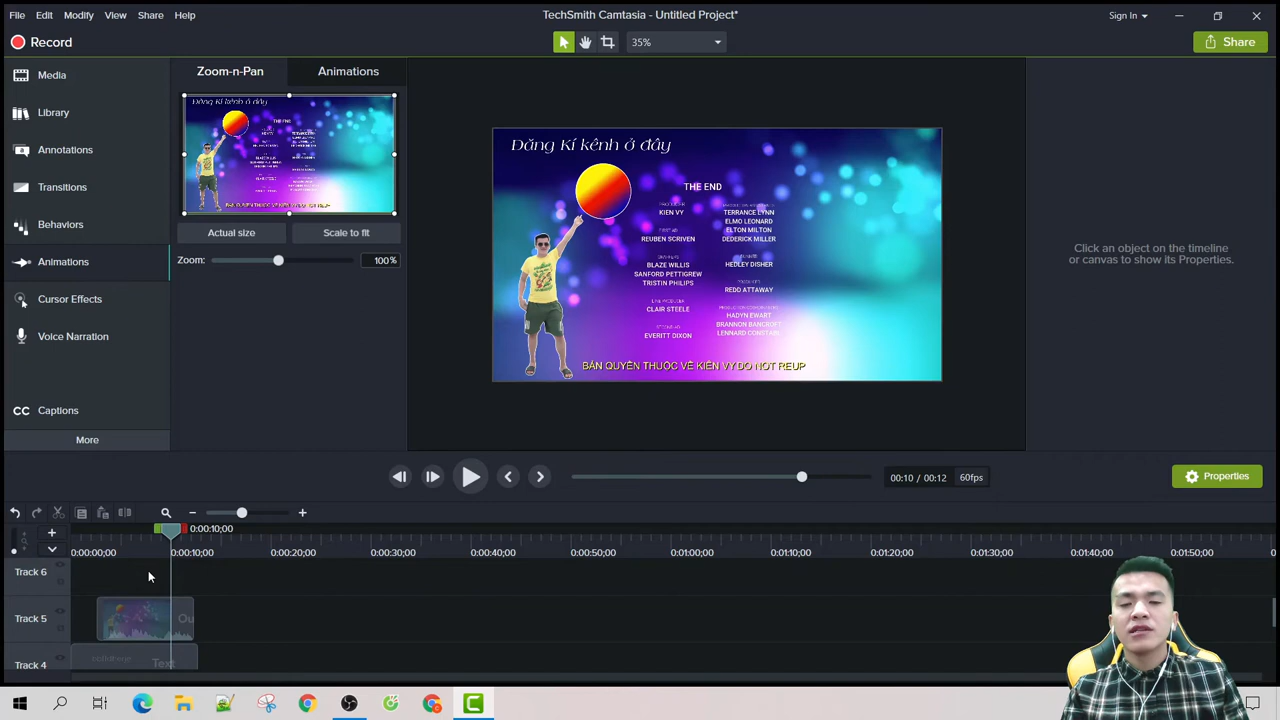 File Edit Modify View Share Help
TechSmith Camtasia - Untitled Project*
Sign In
Record
35%
Share
Media
Library
Annotations
Transitions
Behaviors
Animations
Cursor Effects
Voice Narration
CC Captions
More
Zoom-n-Pan Animations
Actual size Scale to fit
Zoom: 100%
Đăng Kí kênh ở đây
THE END
KIEN VY
REUBEN SCRIVEN
BLAZE WILLIS
SANFORD PETTIGREW
TRISTIN PHILIPS
CLAIR STEELE
EVERITT DIXON
TERRANCE LYNN
ELMO LEONARD
ELTON MILTON
DEDERICK MILLER
HEDLEY DISHER
REDD ATTAWAY
HADYN EWART
BRANNON BANCROFT
LENNARD CONSTABLE
BẢN QUYỀN THUỘC VỀ KIÊN VY DO NOT REUP
Click an object on the timeline
or canvas to show its Properties.
00:10 / 00:12 60fps
Properties
0:00:10;00
0:00:00;00 0:00:10;00 0:00:20;00 0:00:30;00 0:00:40;00 0:00:50;00 0:01:00;00 0:01:10;00 0:01:20;00 0:01:30;00 0:01:40;00 0:01:50;00
Track 6
Track 5
Ou
Track 4
Text